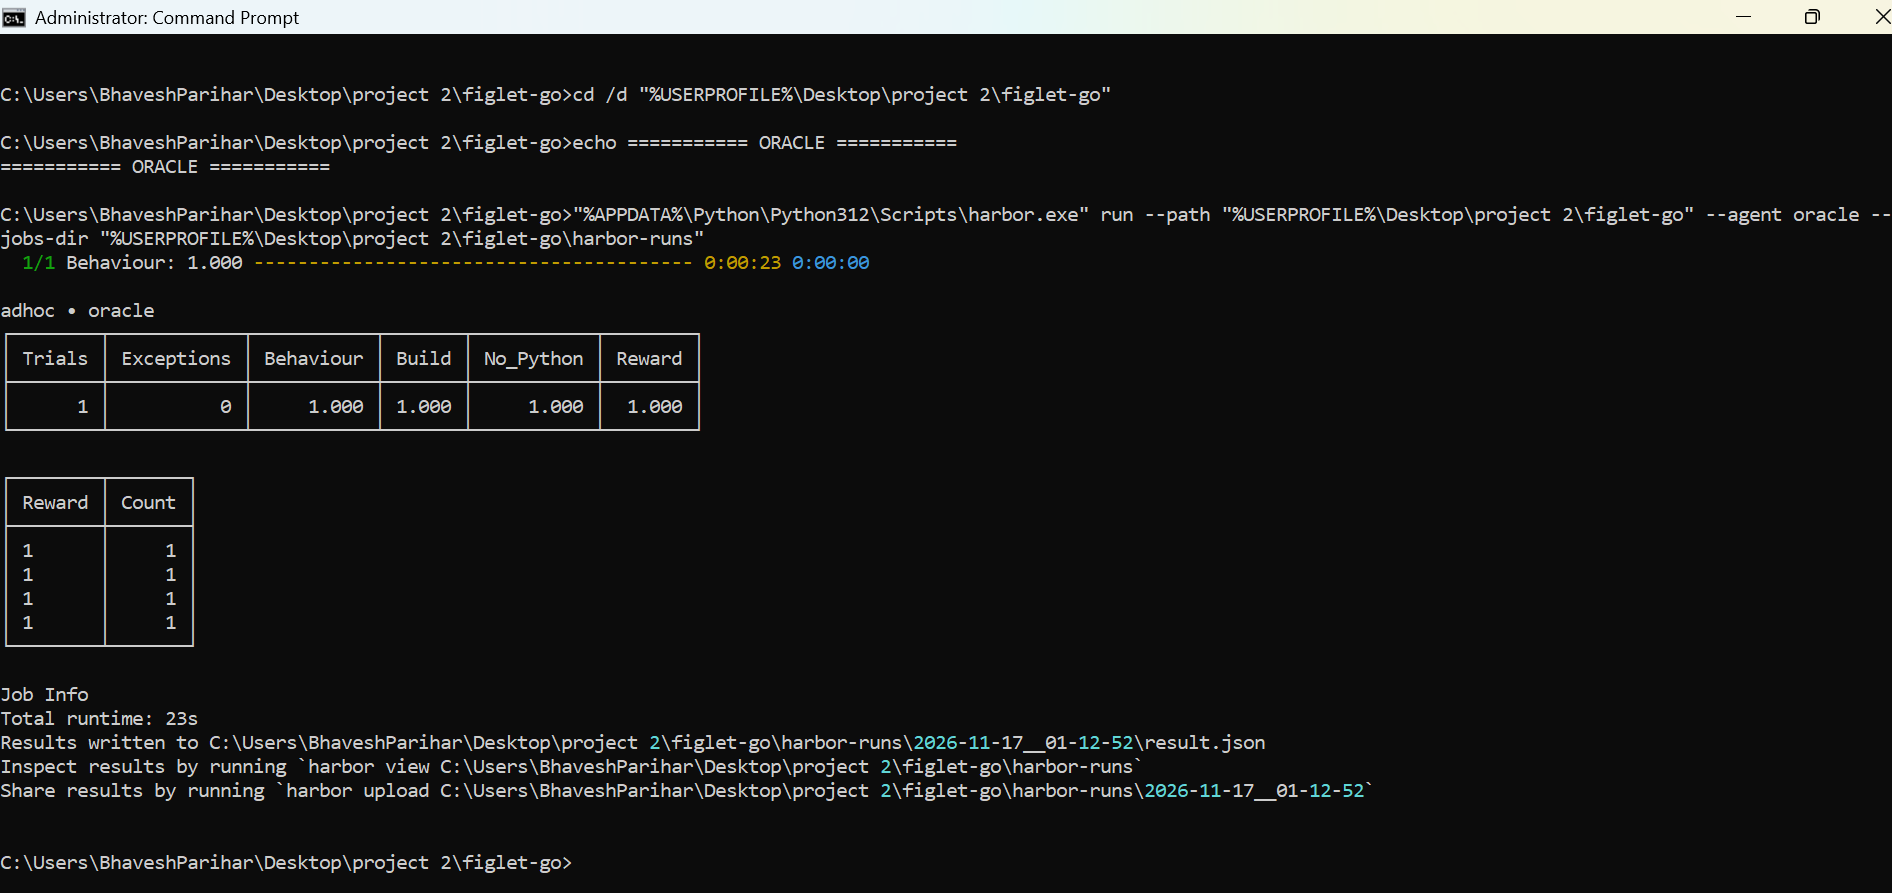 Administrator: Command Prompt
C:\Users\BhaveshParihar\Desktop\project 2\figlet-go>cd /d "%USERPROFILE%\Desktop\project 2\figlet-go"
C:\Users\BhaveshParihar\Desktop\project 2\figlet-go>echo =========== ORACLE ===========
=========== ORACLE ===========
C:\Users\BhaveshParihar\Desktop\project 2\figlet-go>"%APPDATA%\Python\Python312\Scripts\harbor.exe" run --path "%USERPROFILE%\Desktop\project 2\figlet-go" --agent oracle --
jobs-dir "%USERPROFILE%\Desktop\project 2\figlet-go\harbor-runs"
1/1 Behaviour: 1.000 ---------------------------------------- 0:00:23 0:00:00
adhoc • oracle
Trials Exceptions Behaviour Build No_Python Reward
1 0 1.000 1.000 1.000 1.000
Reward Count
1 1
1 1
1 1
1 1
Job Info
Total runtime: 23s
Results written to C:\Users\BhaveshParihar\Desktop\project 2\figlet-go\harbor-runs\2026-11-17__01-12-52\result.json
Inspect results by running `harbor view C:\Users\BhaveshParihar\Desktop\project 2\figlet-go\harbor-runs`
Share results by running `harbor upload C:\Users\BhaveshParihar\Desktop\project 2\figlet-go\harbor-runs\2026-11-17__01-12-52`
C:\Users\BhaveshParihar\Desktop\project 2\figlet-go>